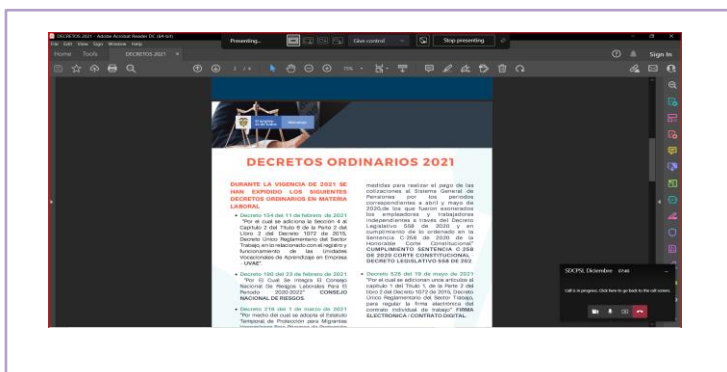 DECRETOS 2021 - Adobe Acrobat Reader DC (64-bit)
File Edit View Sign Window Help
Presenting...
Give control
Stop presenting
Home Tools DECRETOS 2021 ×
Sign In
2 / 4
75%
DECRETOS ORDINARIOS 2021
DURANTE LA VIGENCIA DE 2021 SE
HAN EXPEDIDO LOS SIGUIENTES
DECRETOS ORDINARIOS EN MATERIA
LABORAL
• Decreto 104 del 11 de febrero de 2021
"Por el cual se adiciona la Sección 4 al
Capítulo 2 del Título 6 de la Parte 2 del
Libro 2 del Decreto 1072 de 2015,
Decreto Único Reglamentario del Sector
Trabajo, en lo relacionado con el registro y
funcionamiento de las Unidades
Vocacionales de Aprendizaje en Empresa
- UVAE".
• Decreto 190 del 23 de febrero de 2021
"Por El Cual Se Integra El Consejo
Nacional De Riesgos Laborales Para El
Periodo 2020-2022" CONSEJO
NACIONAL DE RIESGOS.
• Decreto 216 del 1 de marzo de 2021
"Por medio del cual se adopta el Estatuto
Temporal de Protección para Migrantes
medidas para realizar el pago de las
cotizaciones al Sistema General de
Pensiones por los periodos
correspondientes a abril y mayo de
2020, de los que fueron exonerados
los empleadores y trabajadores
independientes a través del Decreto
Legislativo 558 de 2020 y en
cumplimiento de lo ordenado en la
Sentencia C-258 de 2020 de la
Honorable Corte Constitucional"
CUMPLIMIENTO SENTENCIA C 258
DE 2020 CORTE CONSTITUCIONAL -
DECRETO LEGISLATIVO 558 DE 202
• Decreto 526 del 19 de mayo de 2021
"Por el cual se adicionan unos artículos al
capítulo 1 del Título 1, de la Parte 2 del
libro 2 del Decreto 1072 de 2015, Decreto
Único Reglamentario del Sector Trabajo,
para regular la firma electrónica del
contrato individual de trabajo" FIRMA
ELECTRONICA / CONTRATO DIGITAL.
SDCPSL Diciembre 07:40
Call in progress. Click here to go back to the call screen.